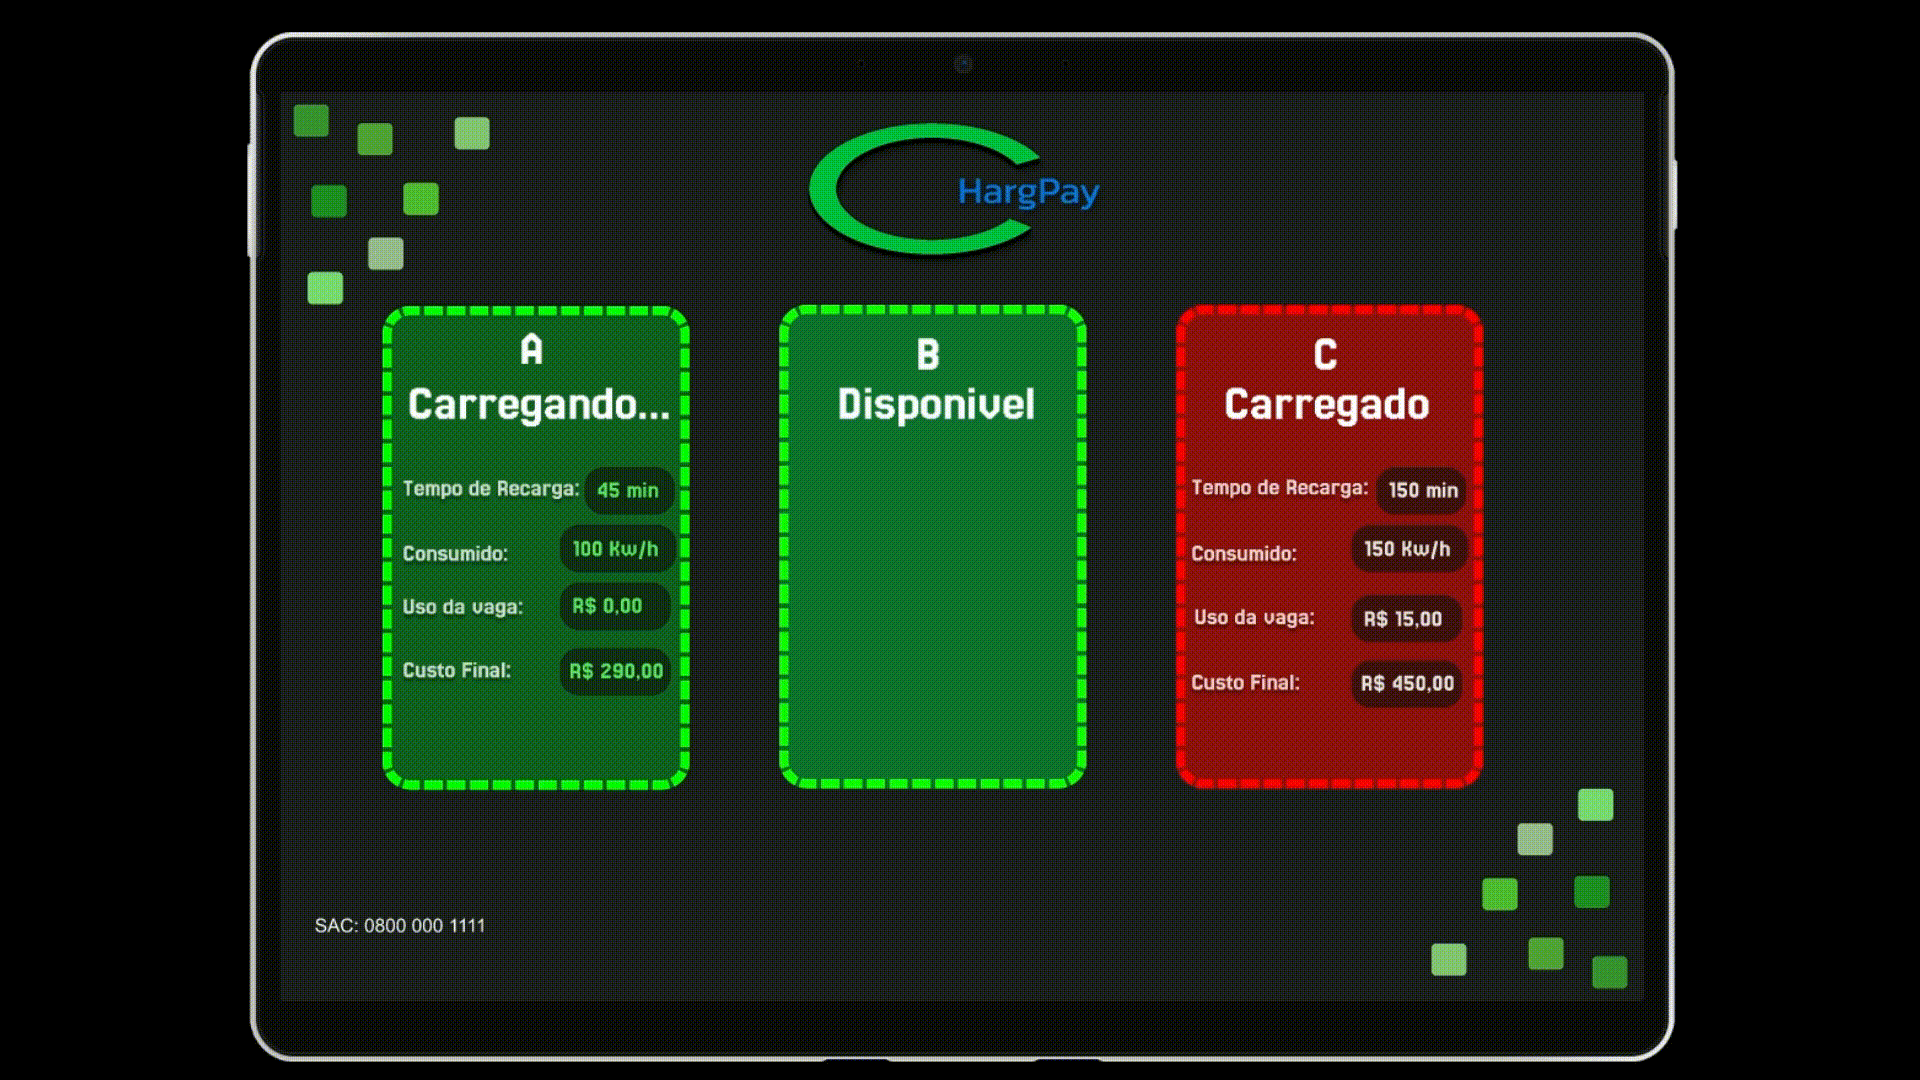 CHargPay
A
Carregando...
Tempo de Recarga: 45 min
Consumido: 100 Kw/h
Uso da vaga: R$ 0,00
Custo Final: R$ 290,00
B
Disponivel
C
Carregado
Tempo de Recarga: 150 min
Consumido: 150 Kw/h
Uso da vaga: R$ 15,00
Custo Final: R$ 450,00
SAC: 0800 000 1111